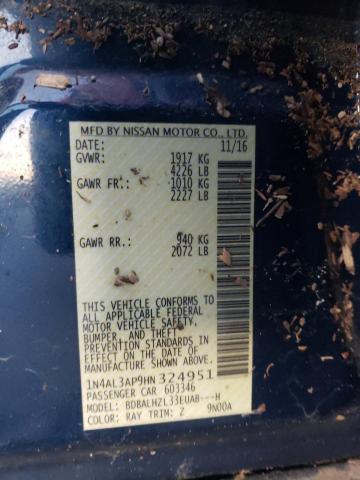 MFD BY NISSAN MOTOR CO., LTD.
DATE: 11/16
GVWR: 1917 KG
4226 LB
GAWR FR: 1010 KG
2227 LB
GAWR RR: 940 KG
2072 LB
THIS VEHICLE CONFORMS TO
ALL APPLICABLE FEDERAL
MOTOR VEHICLE SAFETY,
BUMPER, AND THEFT
PREVENTION STANDARDS
IN EFFECT ON THE DATE OF
MANUFACTURE SHOWN ABOVE.
1N4AL3AP9HN324951
PASSENGER CAR 603346
MODEL: BDBALHZL33EUAB---H
COLOR: RAY TRIM: Z 9N00A